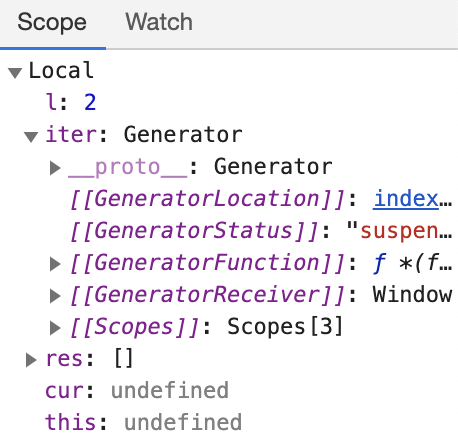 Scope Watch
Local
l: 2
iter: Generator
__proto__: Generator
[[GeneratorLocation]]: index…
[[GeneratorStatus]]: "suspen…
[[GeneratorFunction]]: ƒ *(f…
[[GeneratorReceiver]]: Window
[[Scopes]]: Scopes[3]
res: []
cur: undefined
this: undefined